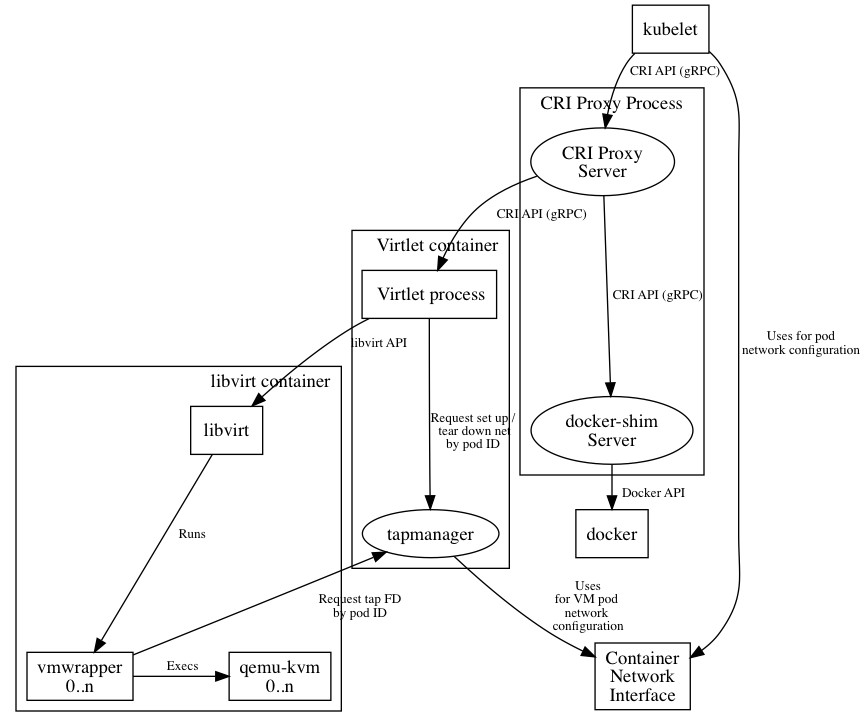 kubelet
CRI API (gRPC)
CRI Proxy Process
CRI Proxy
Server
CRI API (gRPC)
Virtlet container
Virtlet process
CRI API (gRPC)
libvirt API
Uses for pod
network configuration
libvirt container
libvirt
Request set up /
tear down net
by pod ID
docker-shim
Server
Docker API
Runs
tapmanager
docker
Request tap FD
by pod ID
Uses
for VM pod
network
configuration
vmwrapper
0..n
Execs
qemu-kvm
0..n
Container
Network
Interface